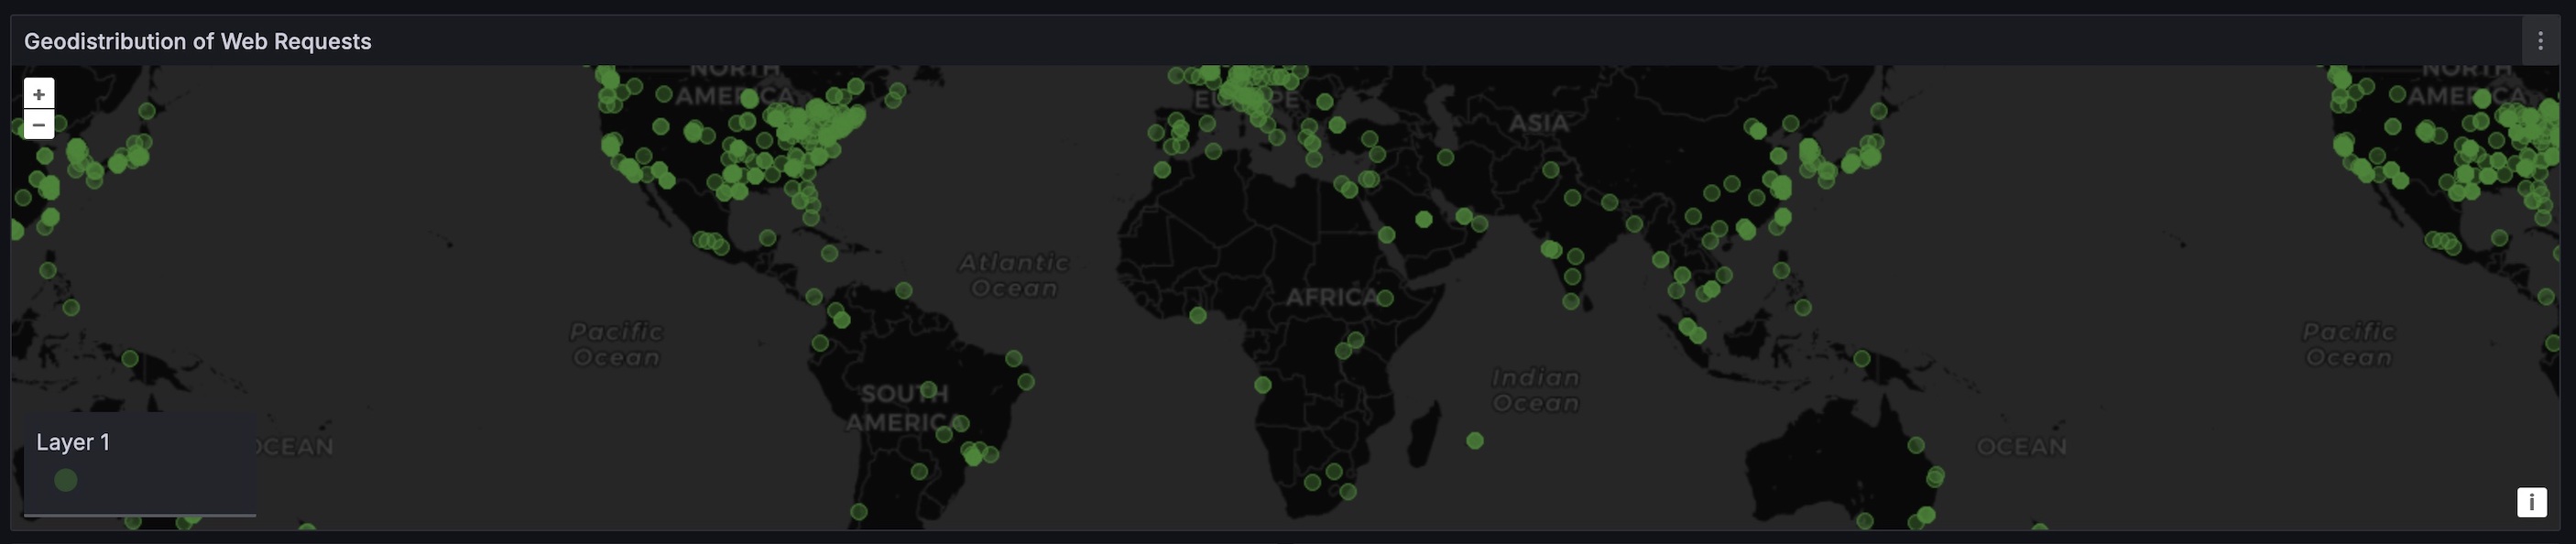 Geodistribution of Web Requests
+
−
NORTH
AMERICA
EUROPE
ASIA
NORTH
AMERICA
Atlantic
Ocean
AFRICA
Pacific
Ocean
Pacific
Ocean
Indian
Ocean
SOUTH
AMERICA
Layer 1
OCEAN
OCEAN
i